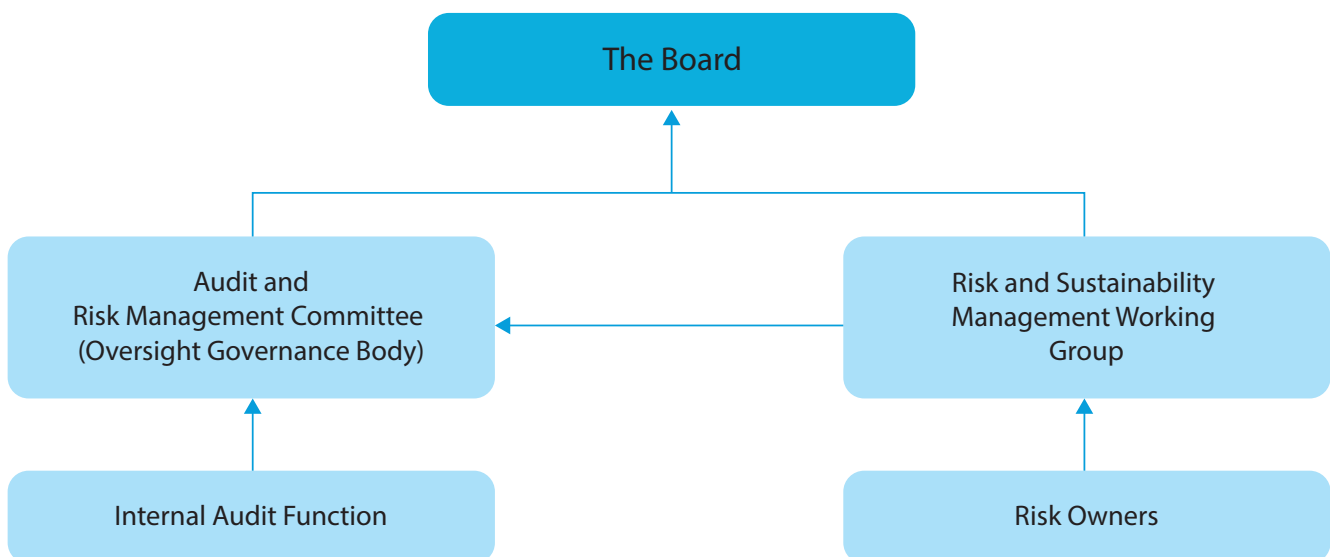 The Board
Audit and
Risk Management Committee
(Oversight Governance Body)
Risk and Sustainability
Management Working
Group
Internal Audit Function
Risk Owners